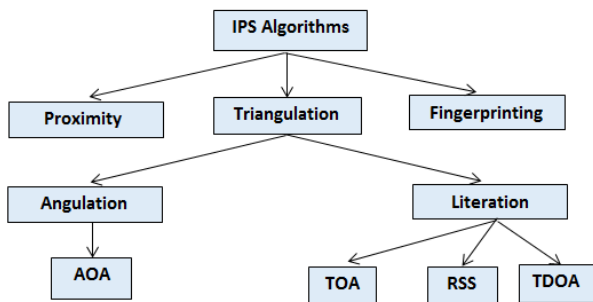 IPS Algorithms
Proximity
Triangulation
Fingerprinting
Angulation
Literation
AOA
TOA
RSS
TDOA